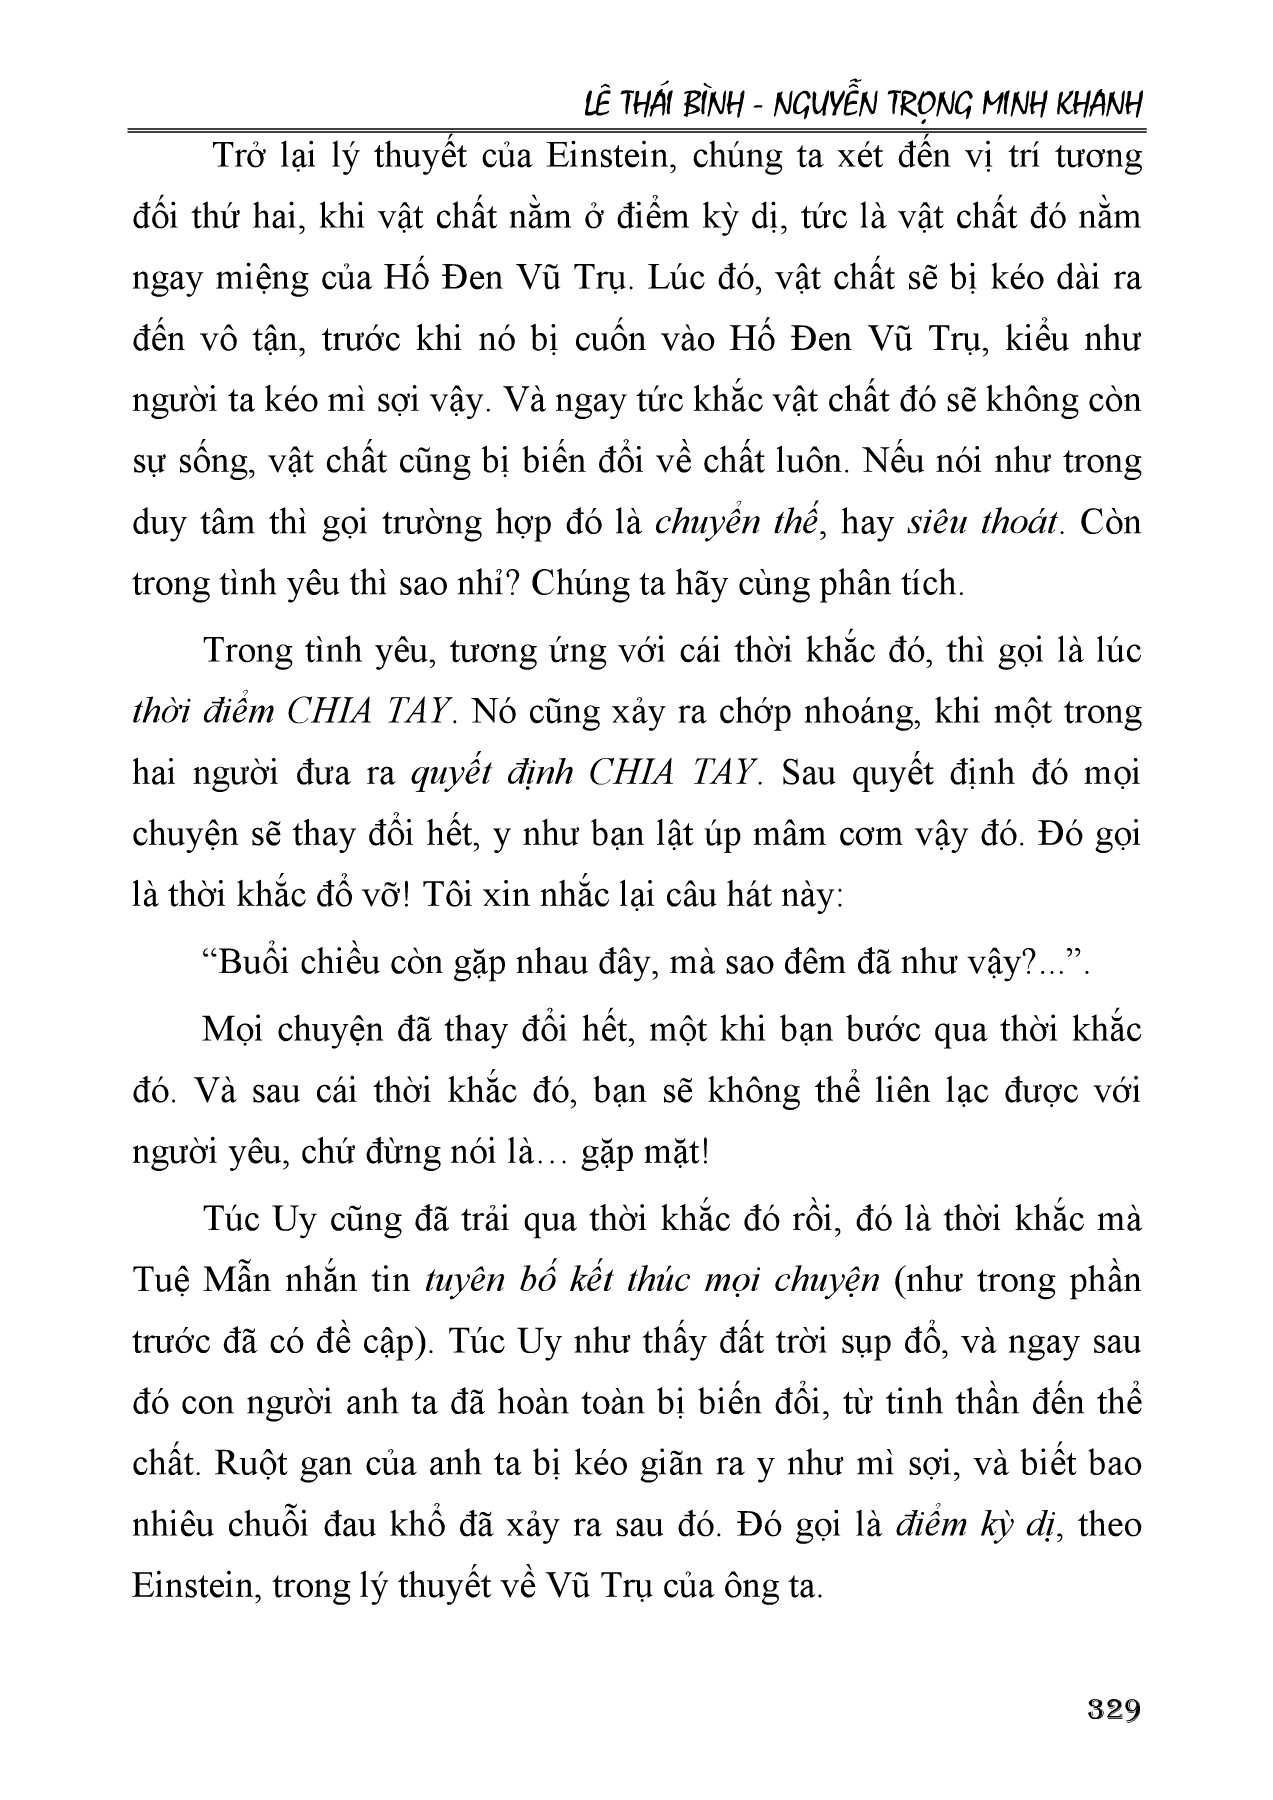 LÊ THÁI BÌNH - NGUYỄN TRỌNG MINH KHANH
Trở lại lý thuyết của Einstein, chúng ta xét đến vị trí tương
đối thứ hai, khi vật chất nằm ở điểm kỳ dị, tức là vật chất đó nằm
ngay miệng của Hố Đen Vũ Trụ. Lúc đó, vật chất sẽ bị kéo dài ra
đến vô tận, trước khi nó bị cuốn vào Hố Đen Vũ Trụ, kiểu như
người ta kéo mì sợi vậy. Và ngay tức khắc vật chất đó sẽ không còn
sự sống, vật chất cũng bị biến đổi về chất luôn. Nếu nói như trong
duy tâm thì gọi trường hợp đó là chuyển thế, hay siêu thoát. Còn
trong tình yêu thì sao nhỉ? Chúng ta hãy cùng phân tích.
Trong tình yêu, tương ứng với cái thời khắc đó, thì gọi là lúc
thời điểm CHIA TAY. Nó cũng xảy ra chớp nhoáng, khi một trong
hai người đưa ra quyết định CHIA TAY. Sau quyết định đó mọi
chuyện sẽ thay đổi hết, y như bạn lật úp mâm cơm vậy đó. Đó gọi
là thời khắc đổ vỡ! Tôi xin nhắc lại câu hát này:
“Buổi chiều còn gặp nhau đây, mà sao đêm đã như vậy?...”.
Mọi chuyện đã thay đổi hết, một khi bạn bước qua thời khắc
đó. Và sau cái thời khắc đó, bạn sẽ không thể liên lạc được với
người yêu, chứ đừng nói là… gặp mặt!
Túc Uy cũng đã trải qua thời khắc đó rồi, đó là thời khắc mà
Tuệ Mẫn nhắn tin tuyên bố kết thúc mọi chuyện (như trong phần
trước đã có đề cập). Túc Uy như thấy đất trời sụp đổ, và ngay sau
đó con người anh ta đã hoàn toàn bị biến đổi, từ tinh thần đến thể
chất. Ruột gan của anh ta bị kéo giãn ra y như mì sợi, và biết bao
nhiêu chuỗi đau khổ đã xảy ra sau đó. Đó gọi là điểm kỳ dị, theo
Einstein, trong lý thuyết về Vũ Trụ của ông ta.
329